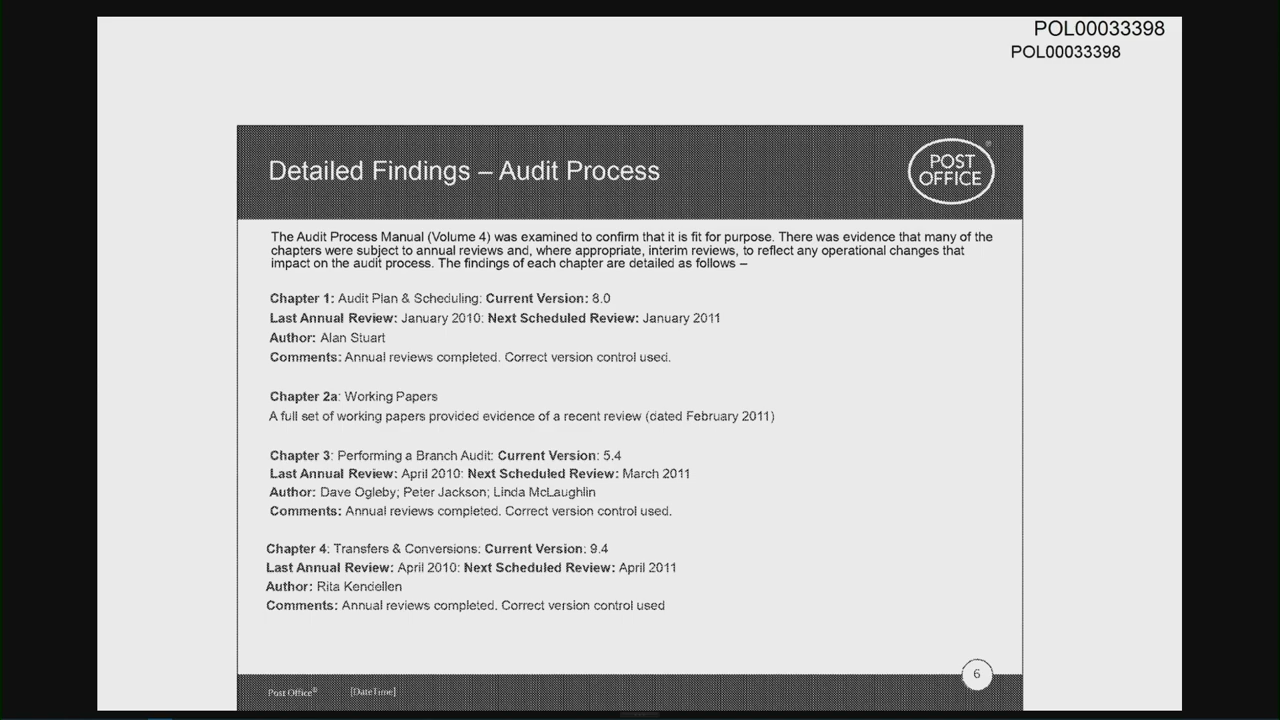 POL00033398
POL00033398
Detailed Findings – Audit Process
POST
OFFICE
The Audit Process Manual (Volume 4) was examined to confirm that it is fit for purpose. There was evidence that many of the
chapters were subject to annual reviews and, where appropriate, interim reviews, to reflect any operational changes that
impact on the audit process. The findings of each chapter are detailed as follows –
Chapter 1: Audit Plan & Scheduling: Current Version: 8.0
Last Annual Review: January 2010: Next Scheduled Review: January 2011
Author: Alan Stuart
Comments: Annual reviews completed. Correct version control used.
Chapter 2a: Working Papers
A full set of working papers provided evidence of a recent review (dated February 2011)
Chapter 3: Performing a Branch Audit: Current Version: 5.4
Last Annual Review: April 2010: Next Scheduled Review: March 2011
Author: Dave Ogleby; Peter Jackson; Linda McLaughlin
Comments: Annual reviews completed. Correct version control used.
Chapter 4: Transfers & Conversions: Current Version: 9.4
Last Annual Review: April 2010: Next Scheduled Review: April 2011
Author: Rita Kendellen
Comments: Annual reviews completed. Correct version control used
6
Post Office® [DateTime]